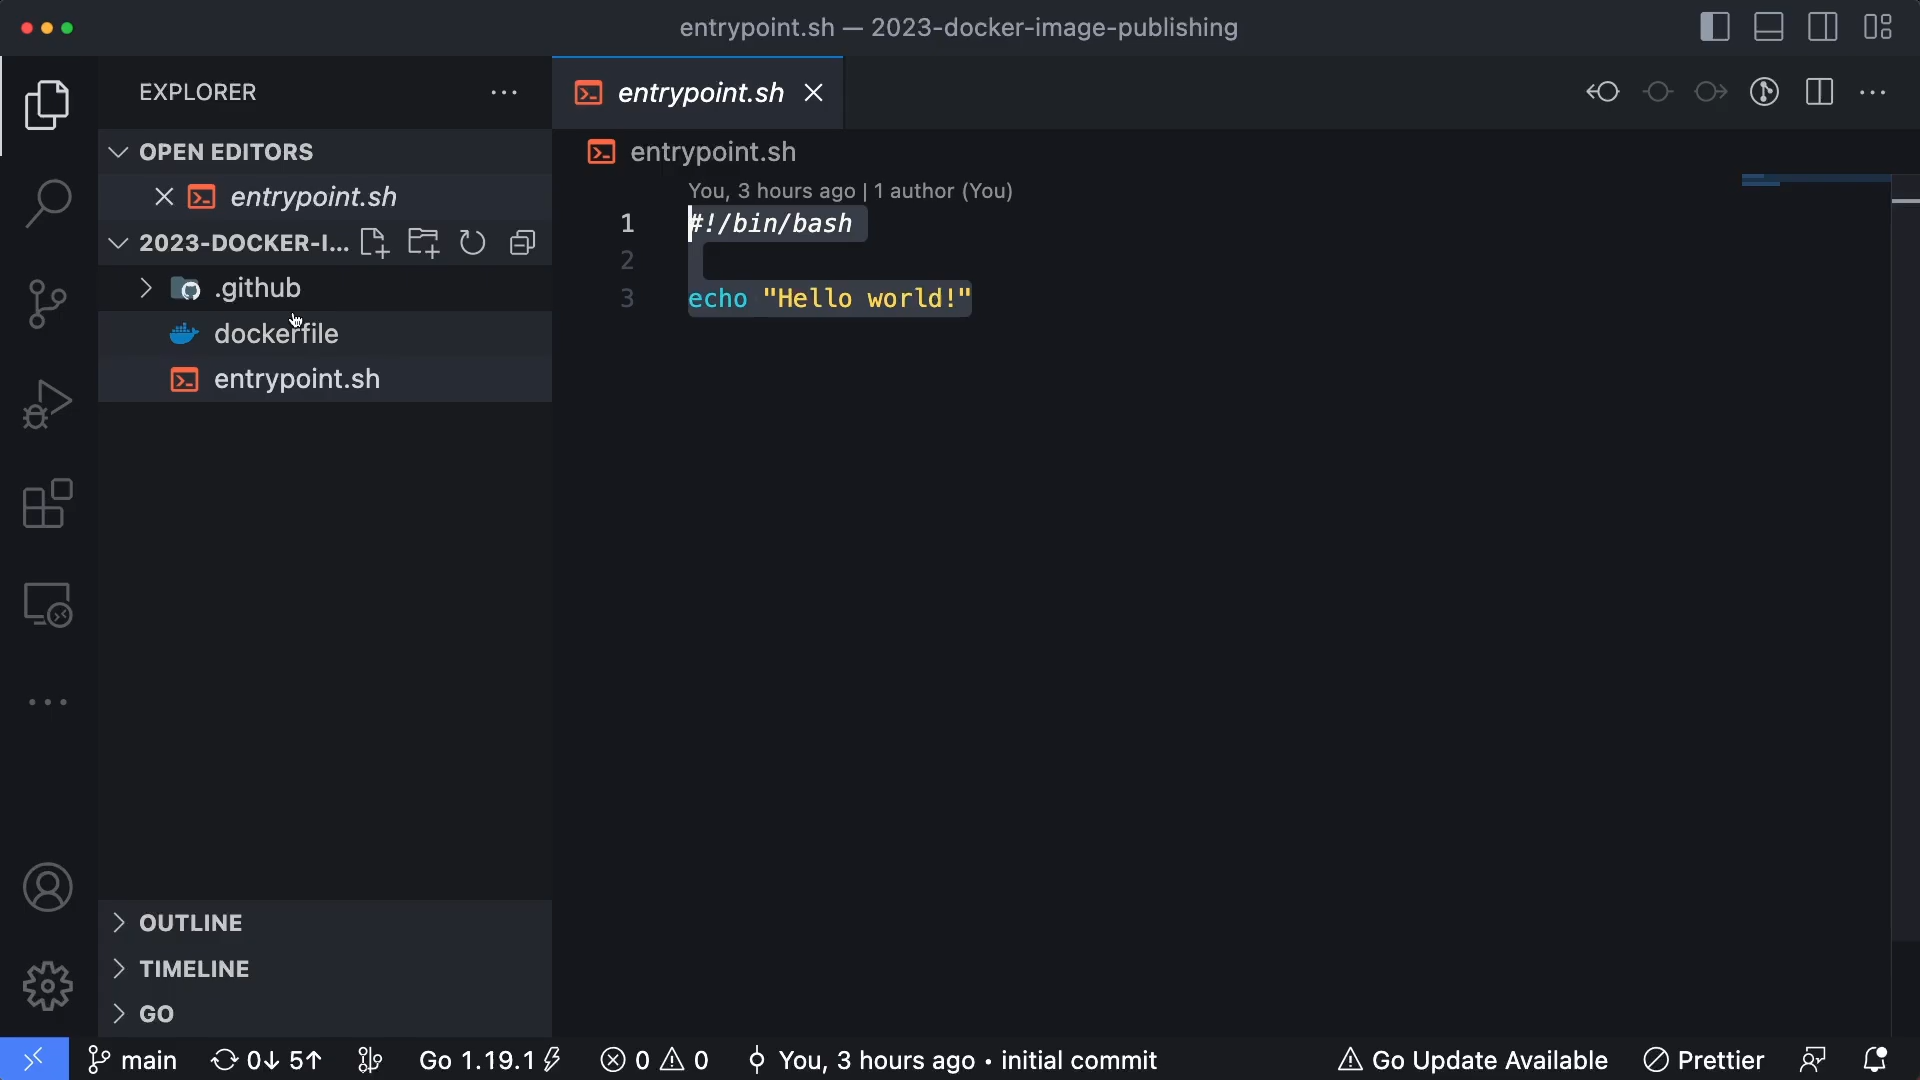 entrypoint.sh — 2023-docker-image-publishing
EXPLORER
OPEN EDITORS
entrypoint.sh
2023-DOCKER-I...
.github
dockerfile
entrypoint.sh
OUTLINE
TIMELINE
GO
entrypoint.sh
entrypoint.sh
You, 3 hours ago | 1 author (You)
1 #!/bin/bash
2
3 echo "Hello world!"
main 0↓ 5↑ Go 1.19.1 0 0 You, 3 hours ago • initial commit Go Update Available Prettier